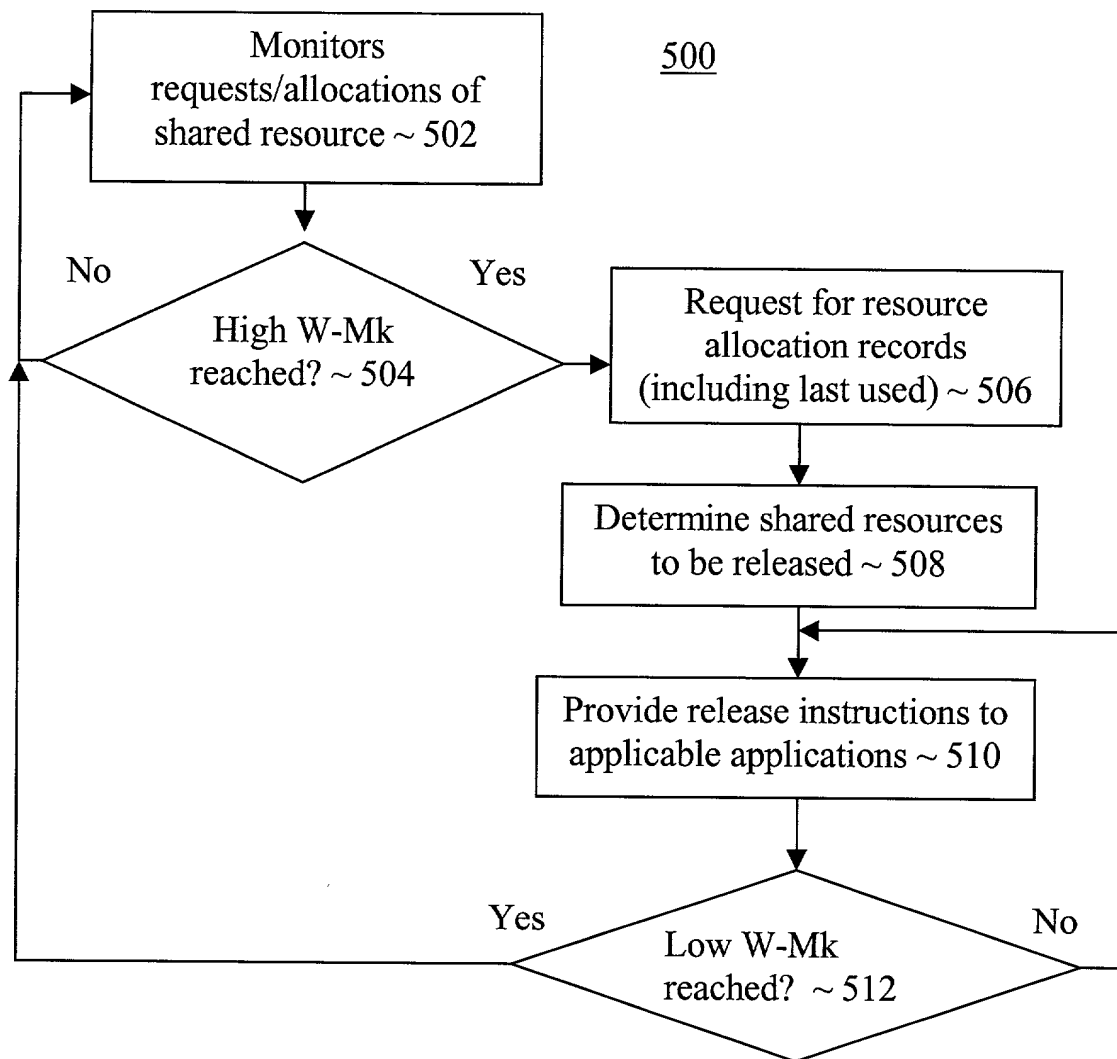 500
Monitors
requests/allocations of
shared resource ~ 502
No
Yes
High W-Mk
reached? ~ 504
Request for resource
allocation records
(including last used) ~ 506
Determine shared resources
to be released ~ 508
Provide release instructions to
applicable applications ~ 510
Yes
No
Low W-Mk
reached? ~ 512